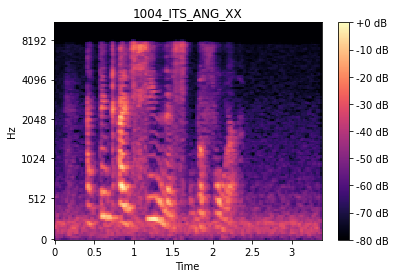 1004_ITS_ANG_XX
Hz
8192
4096
2048
1024
512
0
0 0.5 1 1.5 2 2.5 3
Time
+0 dB
-10 dB
-20 dB
-30 dB
-40 dB
-50 dB
-60 dB
-70 dB
-80 dB